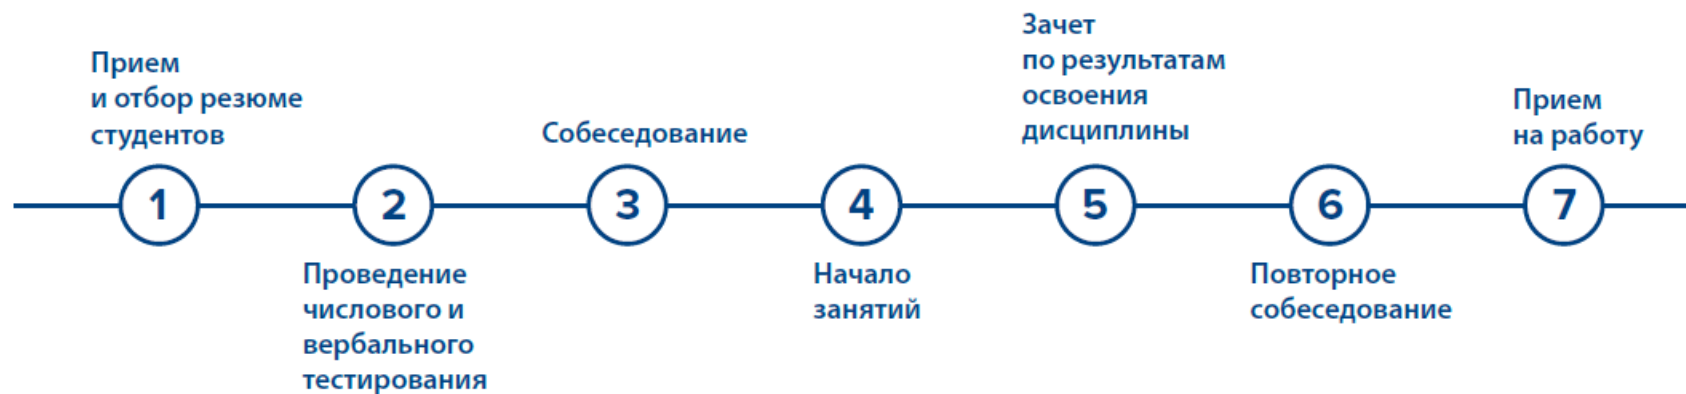 Прием
и отбор резюме
студентов
1
Проведение
числового и
вербального
тестирования
2
Собеседование
3
Начало
занятий
4
Зачет
по результатам
освоения
дисциплины
5
Повторное
собеседование
6
Прием
на работу
7